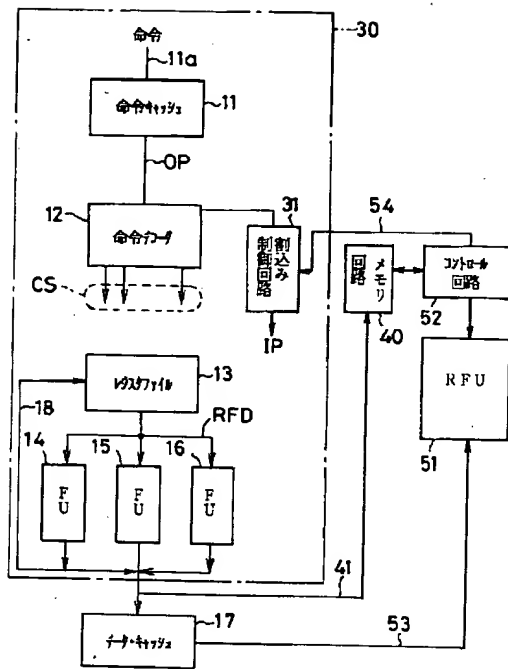 命令
30
11a
命令キャッシュ
11
OP
12
命令デコーダ
31
割込み
制御回路
54
メモリ
回路
40
コントロール
回路
52
CS
IP
レジスタファイル
13
RFU
51
18
RFD
14
15
16
FU
FU
FU
41
17
データ・キャッシュ
53